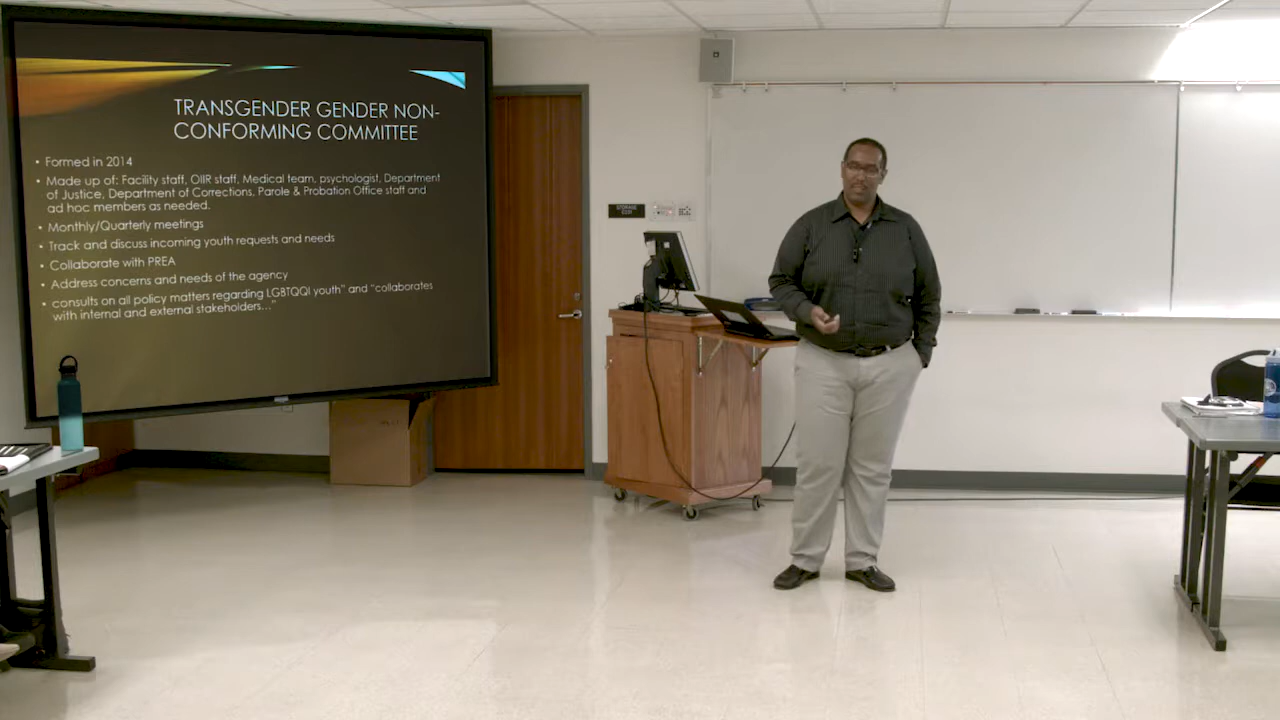 TRANSGENDER GENDER NON-
CONFORMING COMMITTEE
• Formed in 2014
• Made up of: Facility staff, OIIR staff, Medical team, psychologist, Department
of Justice, Department of Corrections, Parole & Probation Office staff and
ad hoc members as needed.
• Monthly/Quarterly meetings
• Track and discuss incoming youth requests and needs
• Collaborate with PREA
• Address concerns and needs of the agency
• consults on all policy matters regarding LGBTQQI youth” and “collaborates
with internal and external stakeholders…”
STORAGE
EXIT